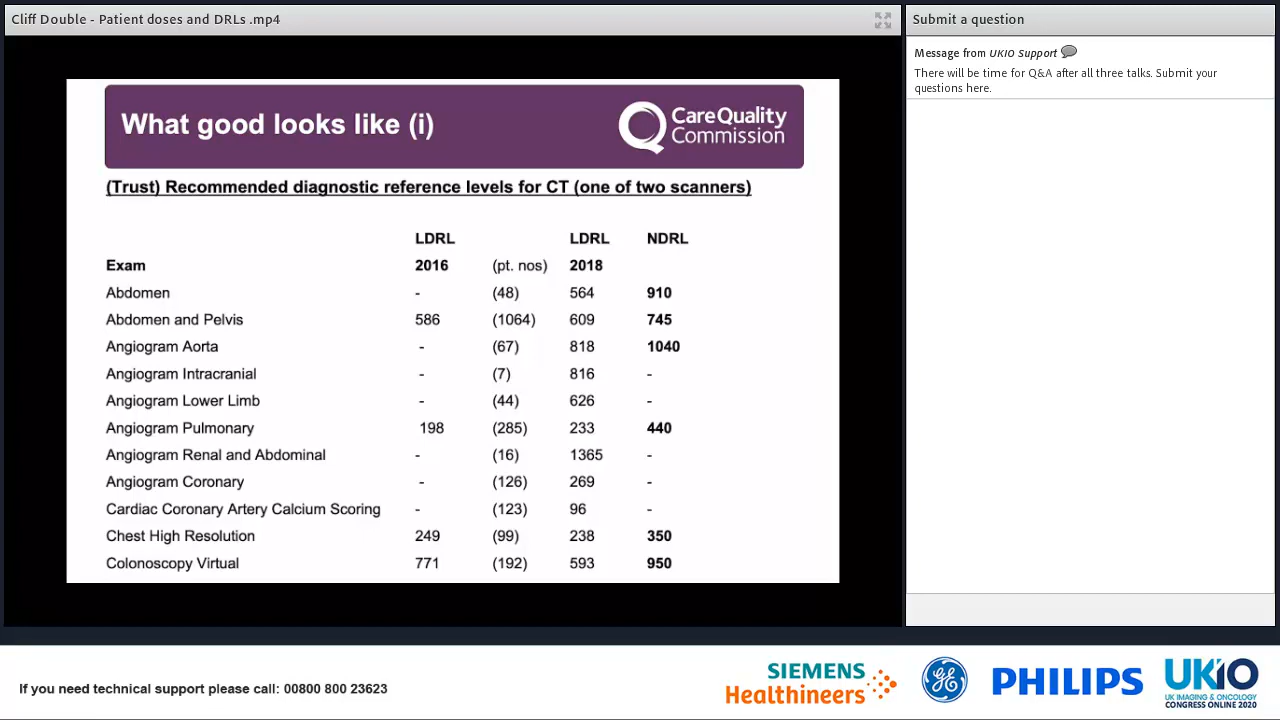 Cliff Double - Patient doses and DRLs .mp4
Submit a question
Message from UKIO Support
There will be time for Q&A after all three talks. Submit your
questions here.
What good looks like (i)
CareQuality
Commission
(Trust) Recommended diagnostic reference levels for CT (one of two scanners)
LDRL LDRL NDRL
Exam 2016 (pt. nos) 2018
Abdomen - (48) 564 910
Abdomen and Pelvis 586 (1064) 609 745
Angiogram Aorta - (67) 818 1040
Angiogram Intracranial - (7) 816 -
Angiogram Lower Limb - (44) 626 -
Angiogram Pulmonary 198 (285) 233 440
Angiogram Renal and Abdominal - (16) 1365 -
Angiogram Coronary - (126) 269 -
Cardiac Coronary Artery Calcium Scoring - (123) 96 -
Chest High Resolution 249 (99) 238 350
Colonoscopy Virtual 771 (192) 593 950
If you need technical support please call: 00800 800 23623
SIEMENS
Healthineers
GE
PHILIPS
UKIO
UK IMAGING & ONCOLOGY
CONGRESS ONLINE 2020